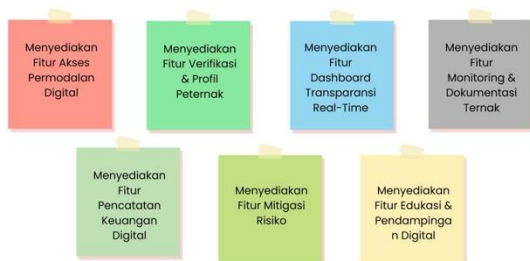 Menyediakan
Fitur Akses
Permodalan
Digital
Menyediakan
Fitur Verifikasi
& Profil
Peternak
Menyediakan
Fitur
Dashboard
Transparansi
Real-Time
Menyediakan
Fitur
Monitoring &
Dokumentasi
Ternak
Menyediakan
Fitur
Pencatatan
Keuangan
Digital
Menyediakan
Fitur Mitigasi
Risiko
Menyediakan
Fitur Edukasi &
Pendampinga
n Digital